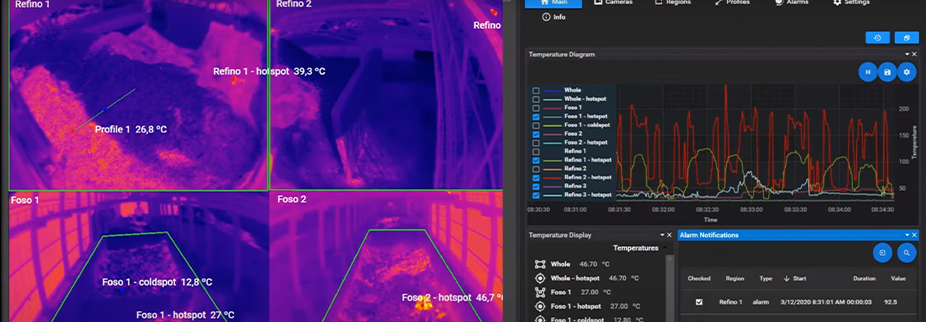 Refino 1
Refino 2
Refino
Refino 1 - hotspot 39,3 ºC
Profile 1 26,8 ºC
Foso 1
Foso 2
Foso 1 - coldspot 12,8 ºC
Foso 2 - hotspot 46,7 º
Foso 1 - hotspot 27 ºC
Main
Cameras
Regions
Profiles
Alarms
Settings
Info
Temperature Diagram
Whole
Whole - hotspot
Foso 1
Foso 1 - hotspot
Foso 1 - coldspot
Foso 2
Foso 2 - hotspot
Refino 1
Refino 1 - hotspot
Refino 2
Refino 2 - hotspot
Refino 3
Refino 3 - hotspot
200
150
100
50
Temperature
08:30:30 08:31:00 08:31:30 08:32:00 08:32:30 08:33:00 08:33:30 08:34:00 08:34:30
Time
Temperature Display
Temperatures
Whole 46.70 °C
Whole - hotspot 46.70 °C
Foso 1 27.00 °C
Foso 1 - hotspot 27.00 °C
Foso 1 - coldspot 12.80 °C
Alarm Notifications
Checked Region Type Start Duration Value
Refino 1 alarm 3/12/2020 8:31:01 AM 00:00:03 92.5